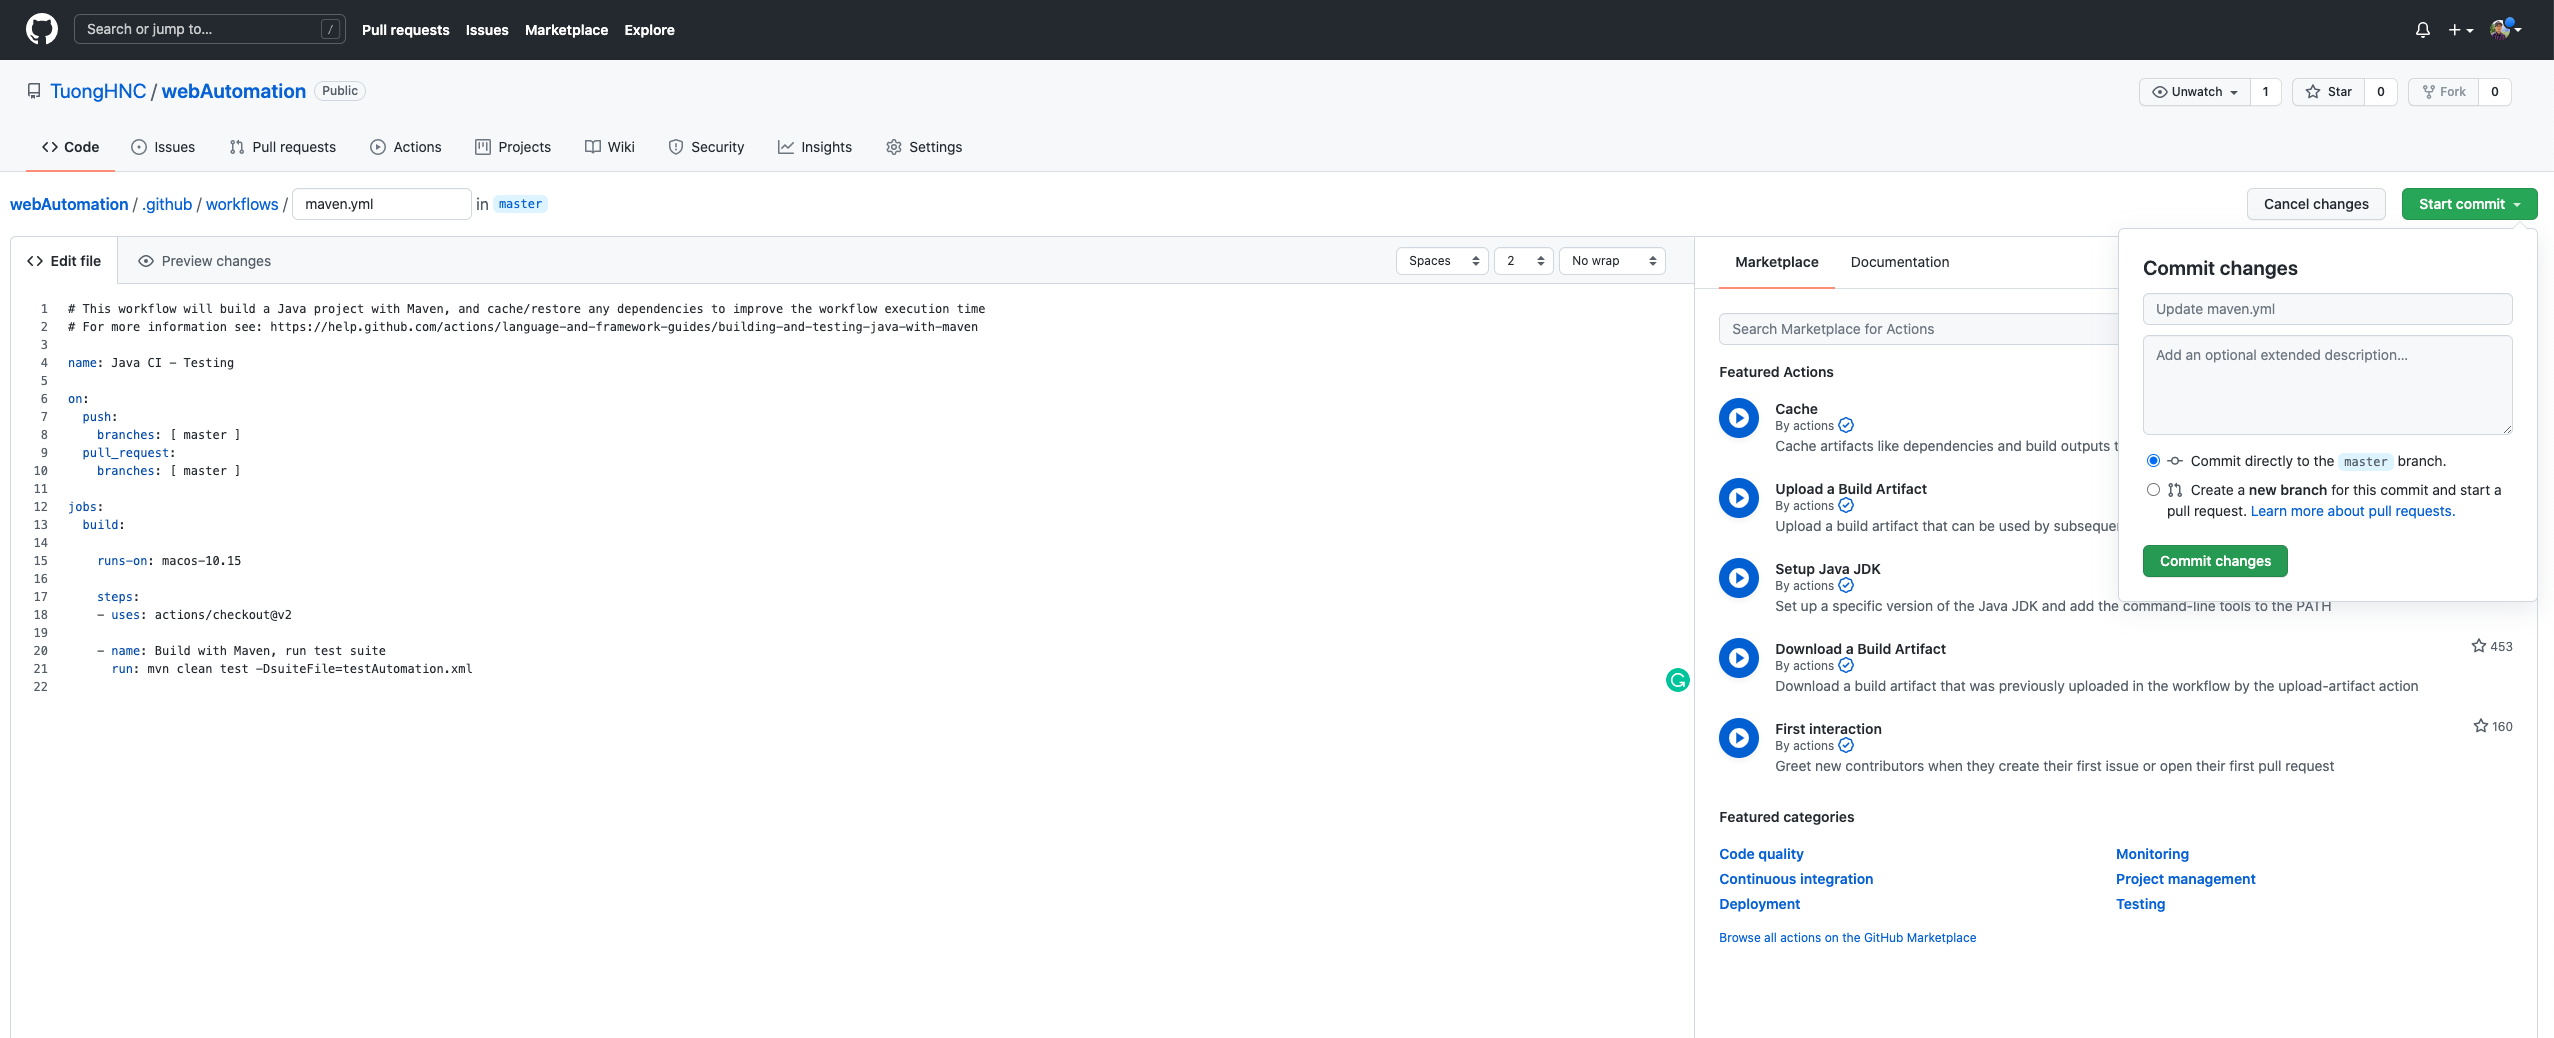 Search or jump to... /
Pull requests Issues Marketplace Explore
TuongHNC / webAutomation Public
Unwatch 1 Star 0 Fork 0
Code Issues Pull requests Actions Projects Wiki Security Insights Settings
webAutomation / .github / workflows / maven.yml in master
Cancel changes Start commit
Edit file Preview changes
Spaces 2 No wrap
1 # This workflow will build a Java project with Maven, and cache/restore any dependencies to improve the workflow execution time
2 # For more information see: https://help.github.com/actions/language-and-framework-guides/building-and-testing-java-with-maven
3
4 name: Java CI - Testing
5
6 on:
7   push:
8     branches: [ master ]
9   pull_request:
10     branches: [ master ]
11
12 jobs:
13   build:
14
15     runs-on: macos-10.15
16
17     steps:
18     - uses: actions/checkout@v2
19
20     - name: Build with Maven, run test suite
21       run: mvn clean test -DsuiteFile=testAutomation.xml
22
Marketplace Documentation
Search Marketplace for Actions
Featured Actions
Cache
By actions
Cache artifacts like dependencies and build outputs t
Upload a Build Artifact
By actions
Upload a build artifact that can be used by subseque
Setup Java JDK
By actions
Set up a specific version of the Java JDK and add the command-line tools to the PATH
Download a Build Artifact 453
By actions
Download a build artifact that was previously uploaded in the workflow by the upload-artifact action
First interaction 160
By actions
Greet new contributors when they create their first issue or open their first pull request
Featured categories
Code quality Monitoring
Continuous integration Project management
Deployment Testing
Browse all actions on the GitHub Marketplace
Commit changes
Update maven.yml
Add an optional extended description...
Commit directly to the master branch.
Create a new branch for this commit and start a
pull request. Learn more about pull requests.
Commit changes